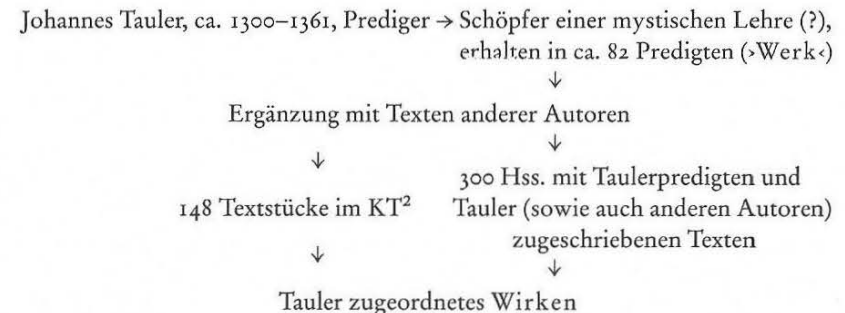 Johannes Tauler, ca. 1300–1361, Prediger → Schöpfer einer mystischen Lehre (?),
erhalten in ca. 82 Predigten (›Werk‹)
↓
Ergänzung mit Texten anderer Autoren
↓ ↓
300 Hss. mit Taulerpredigten und
148 Textstücke im KT² Tauler (sowie auch anderen Autoren)
zugeschriebenen Texten
↓ ↓
Tauler zugeordnetes Wirken